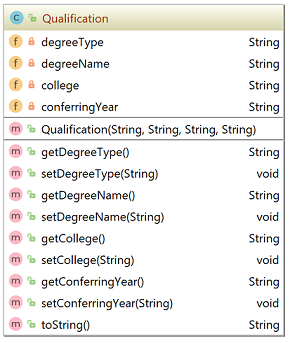 Qualification
degreeType String
degreeName String
college String
conferringYear String
Qualification(String, String, String, String)
getDegreeType() String
setDegreeType(String) void
getDegreeName() String
setDegreeName(String) void
getCollege() String
setCollege(String) void
getConferringYear() String
setConferringYear(String) void
toString() String